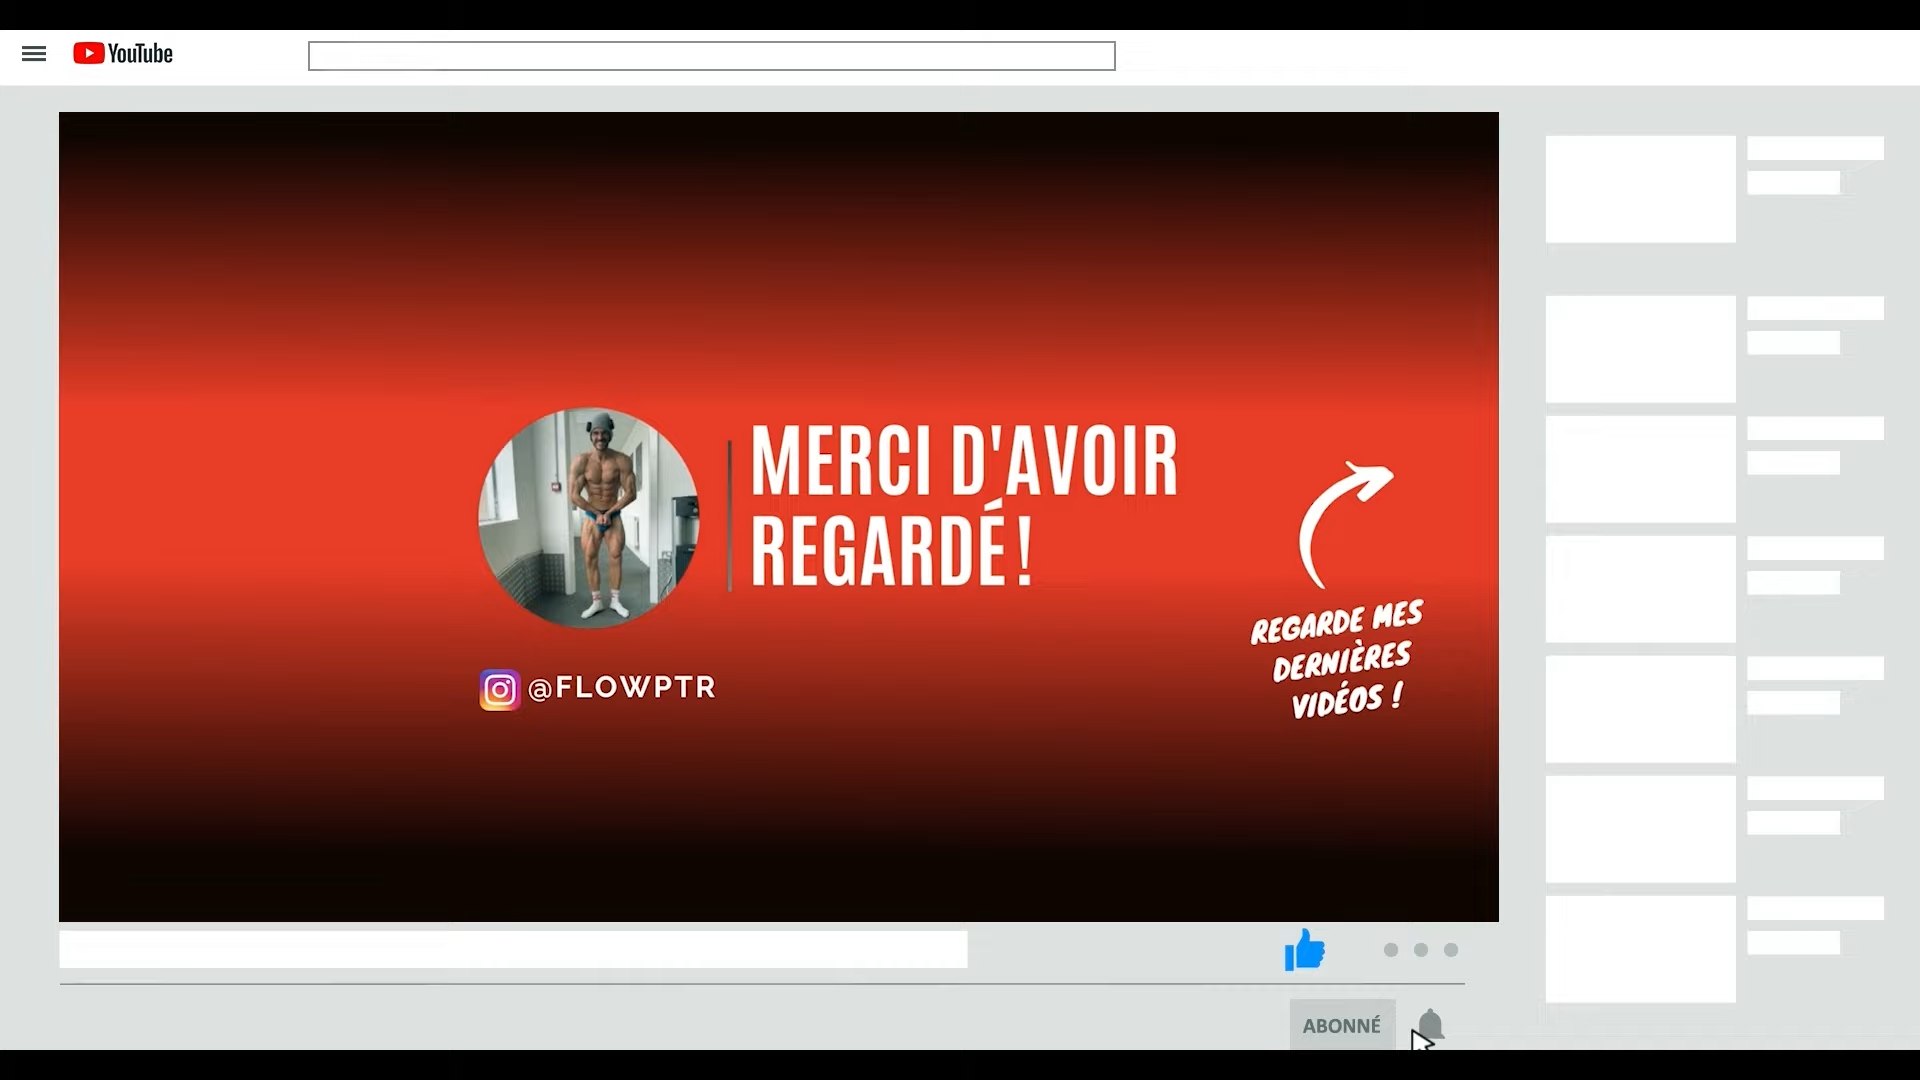 YouTube
MERCI D'AVOIR
REGARDÉ!
@FLOWPTR
REGARDE MES
DERNIÈRES
VIDÉOS !
ABONNÉ